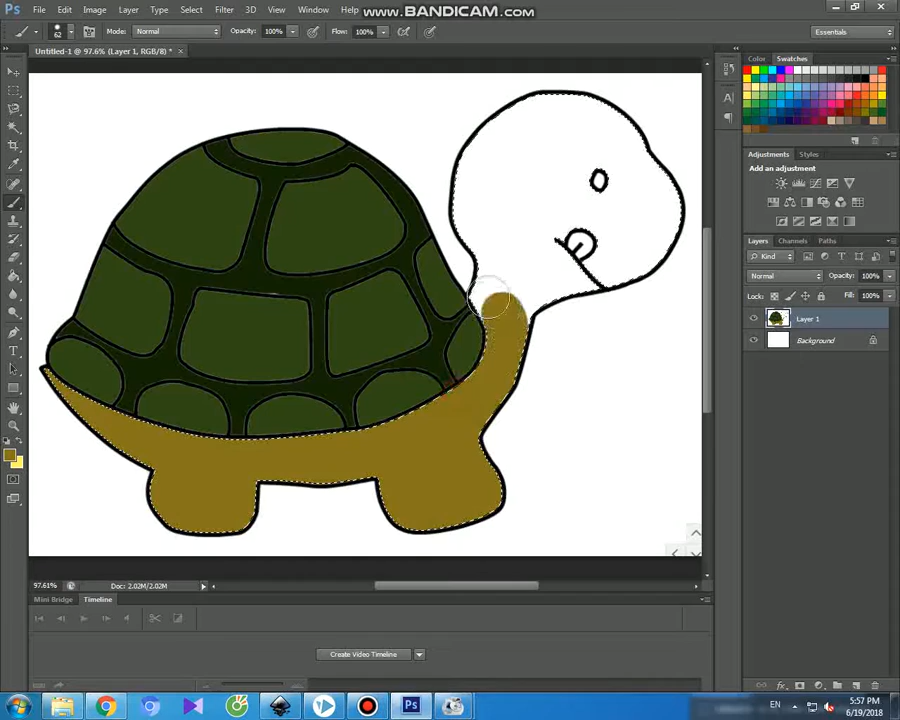 www.BANDICAM.com
Ps File Edit Image Layer Type Select Filter 3D View Window Help
62 Mode: Normal Opacity: 100% Flow: 100% Essentials
Untitled-1 @ 97.6% (Layer 1, RGB/8) * ×
Color Swatches
Adjustments Styles
Add an adjustment
Layers Channels Paths
Kind
Normal Opacity: 100%
Lock: Fill: 100%
Layer 1
Background
97.61% Doc: 2.02M/2.02M
Mini Bridge Timeline
Create Video Timeline
Ps EN 5:57 PM
6/19/2018